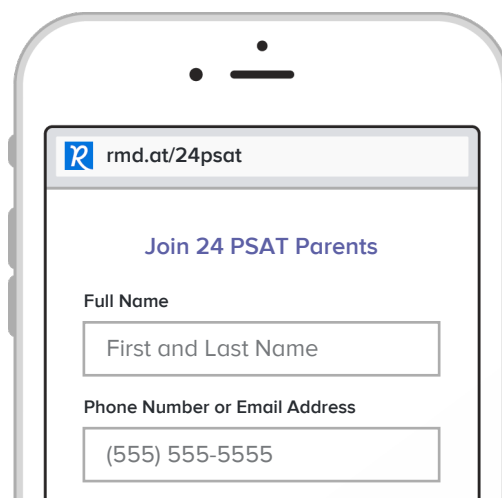 rmd.at/24psat
Join 24 PSAT Parents
Full Name
First and Last Name
Phone Number or Email Address
(555) 555-5555